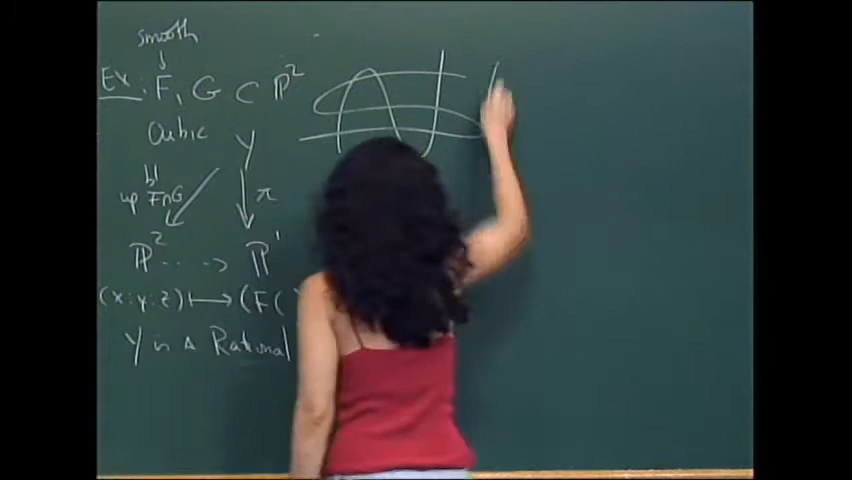 smooth
↓
Ex: F, G ⊂ ℙ²
Cubic Y
bl
up F∩G ↙ ↓ π
ℙ² ⇢ ℙ¹
(x:y:z) ↦ (F(
Y is a Rational